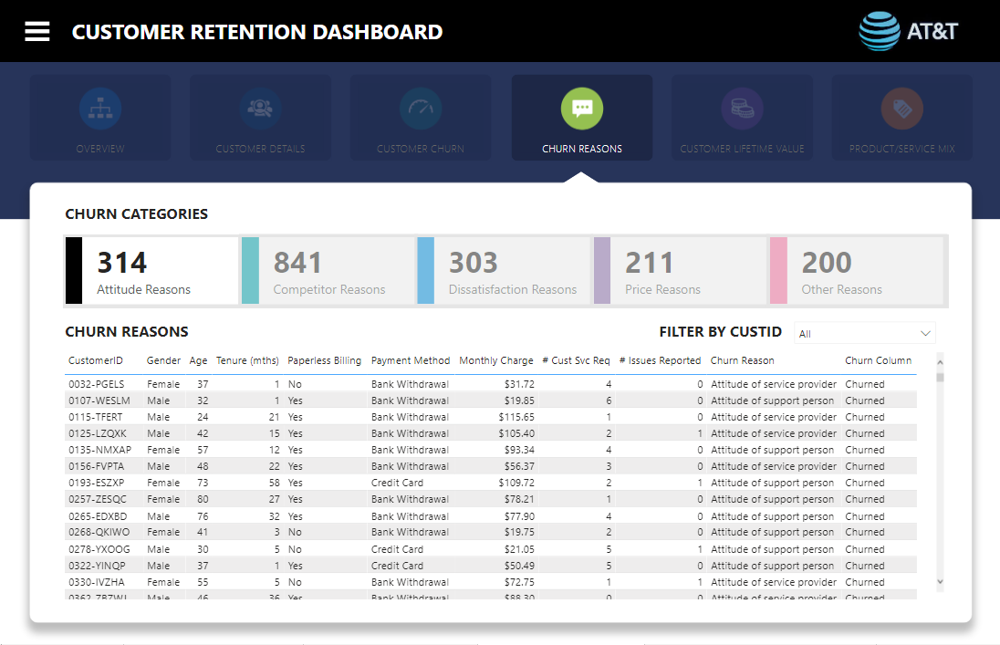 CUSTOMER RETENTION DASHBOARD AT&T
OVERVIEW CUSTOMER DETAILS CUSTOMER CHURN CHURN REASONS CUSTOMER LIFETIME VALUE PRODUCT/SERVICE MIX
CHURN CATEGORIES
314 841 303 211 200
Attitude Reasons Competitor Reasons Dissatisfaction Reasons Price Reasons Other Reasons
CHURN REASONS FILTER BY CUSTID All
CustomerID Gender Age Tenure (mths) Paperless Billing Payment Method Monthly Charge # Cust Svc Req # Issues Reported Churn Reason Churn Column
0032-PGELS Female 37 1 No Bank Withdrawal $31.72 4 0 Attitude of service provider Churned
0107-WESLM Male 32 1 Yes Bank Withdrawal $19.85 6 0 Attitude of support person Churned
0115-TFERT Male 24 21 Yes Bank Withdrawal $115.65 1 0 Attitude of service provider Churned
0125-LZQXK Male 42 15 Yes Bank Withdrawal $105.40 2 1 Attitude of service provider Churned
0135-NMXAP Female 57 12 Yes Bank Withdrawal $93.34 4 0 Attitude of support person Churned
0156-FVPTA Male 48 22 Yes Bank Withdrawal $56.37 3 0 Attitude of service provider Churned
0193-ESZXP Female 73 58 Yes Credit Card $109.72 2 1 Attitude of support person Churned
0257-ZESQC Female 80 27 Yes Bank Withdrawal $78.21 1 0 Attitude of support person Churned
0265-EDXBD Male 76 32 Yes Bank Withdrawal $77.90 4 0 Attitude of support person Churned
0268-QKIWO Female 41 3 No Bank Withdrawal $19.75 2 0 Attitude of support person Churned
0278-YXOOG Male 30 5 No Credit Card $21.05 5 1 Attitude of support person Churned
0322-YINQP Male 37 1 Yes Credit Card $50.49 5 0 Attitude of support person Churned
0330-IVZHA Female 55 5 No Bank Withdrawal $72.75 1 1 Attitude of service provider Churned
Male 46 36 Yes Bank Withdrawal $88.30 0 0 Attitude of service provider Churned